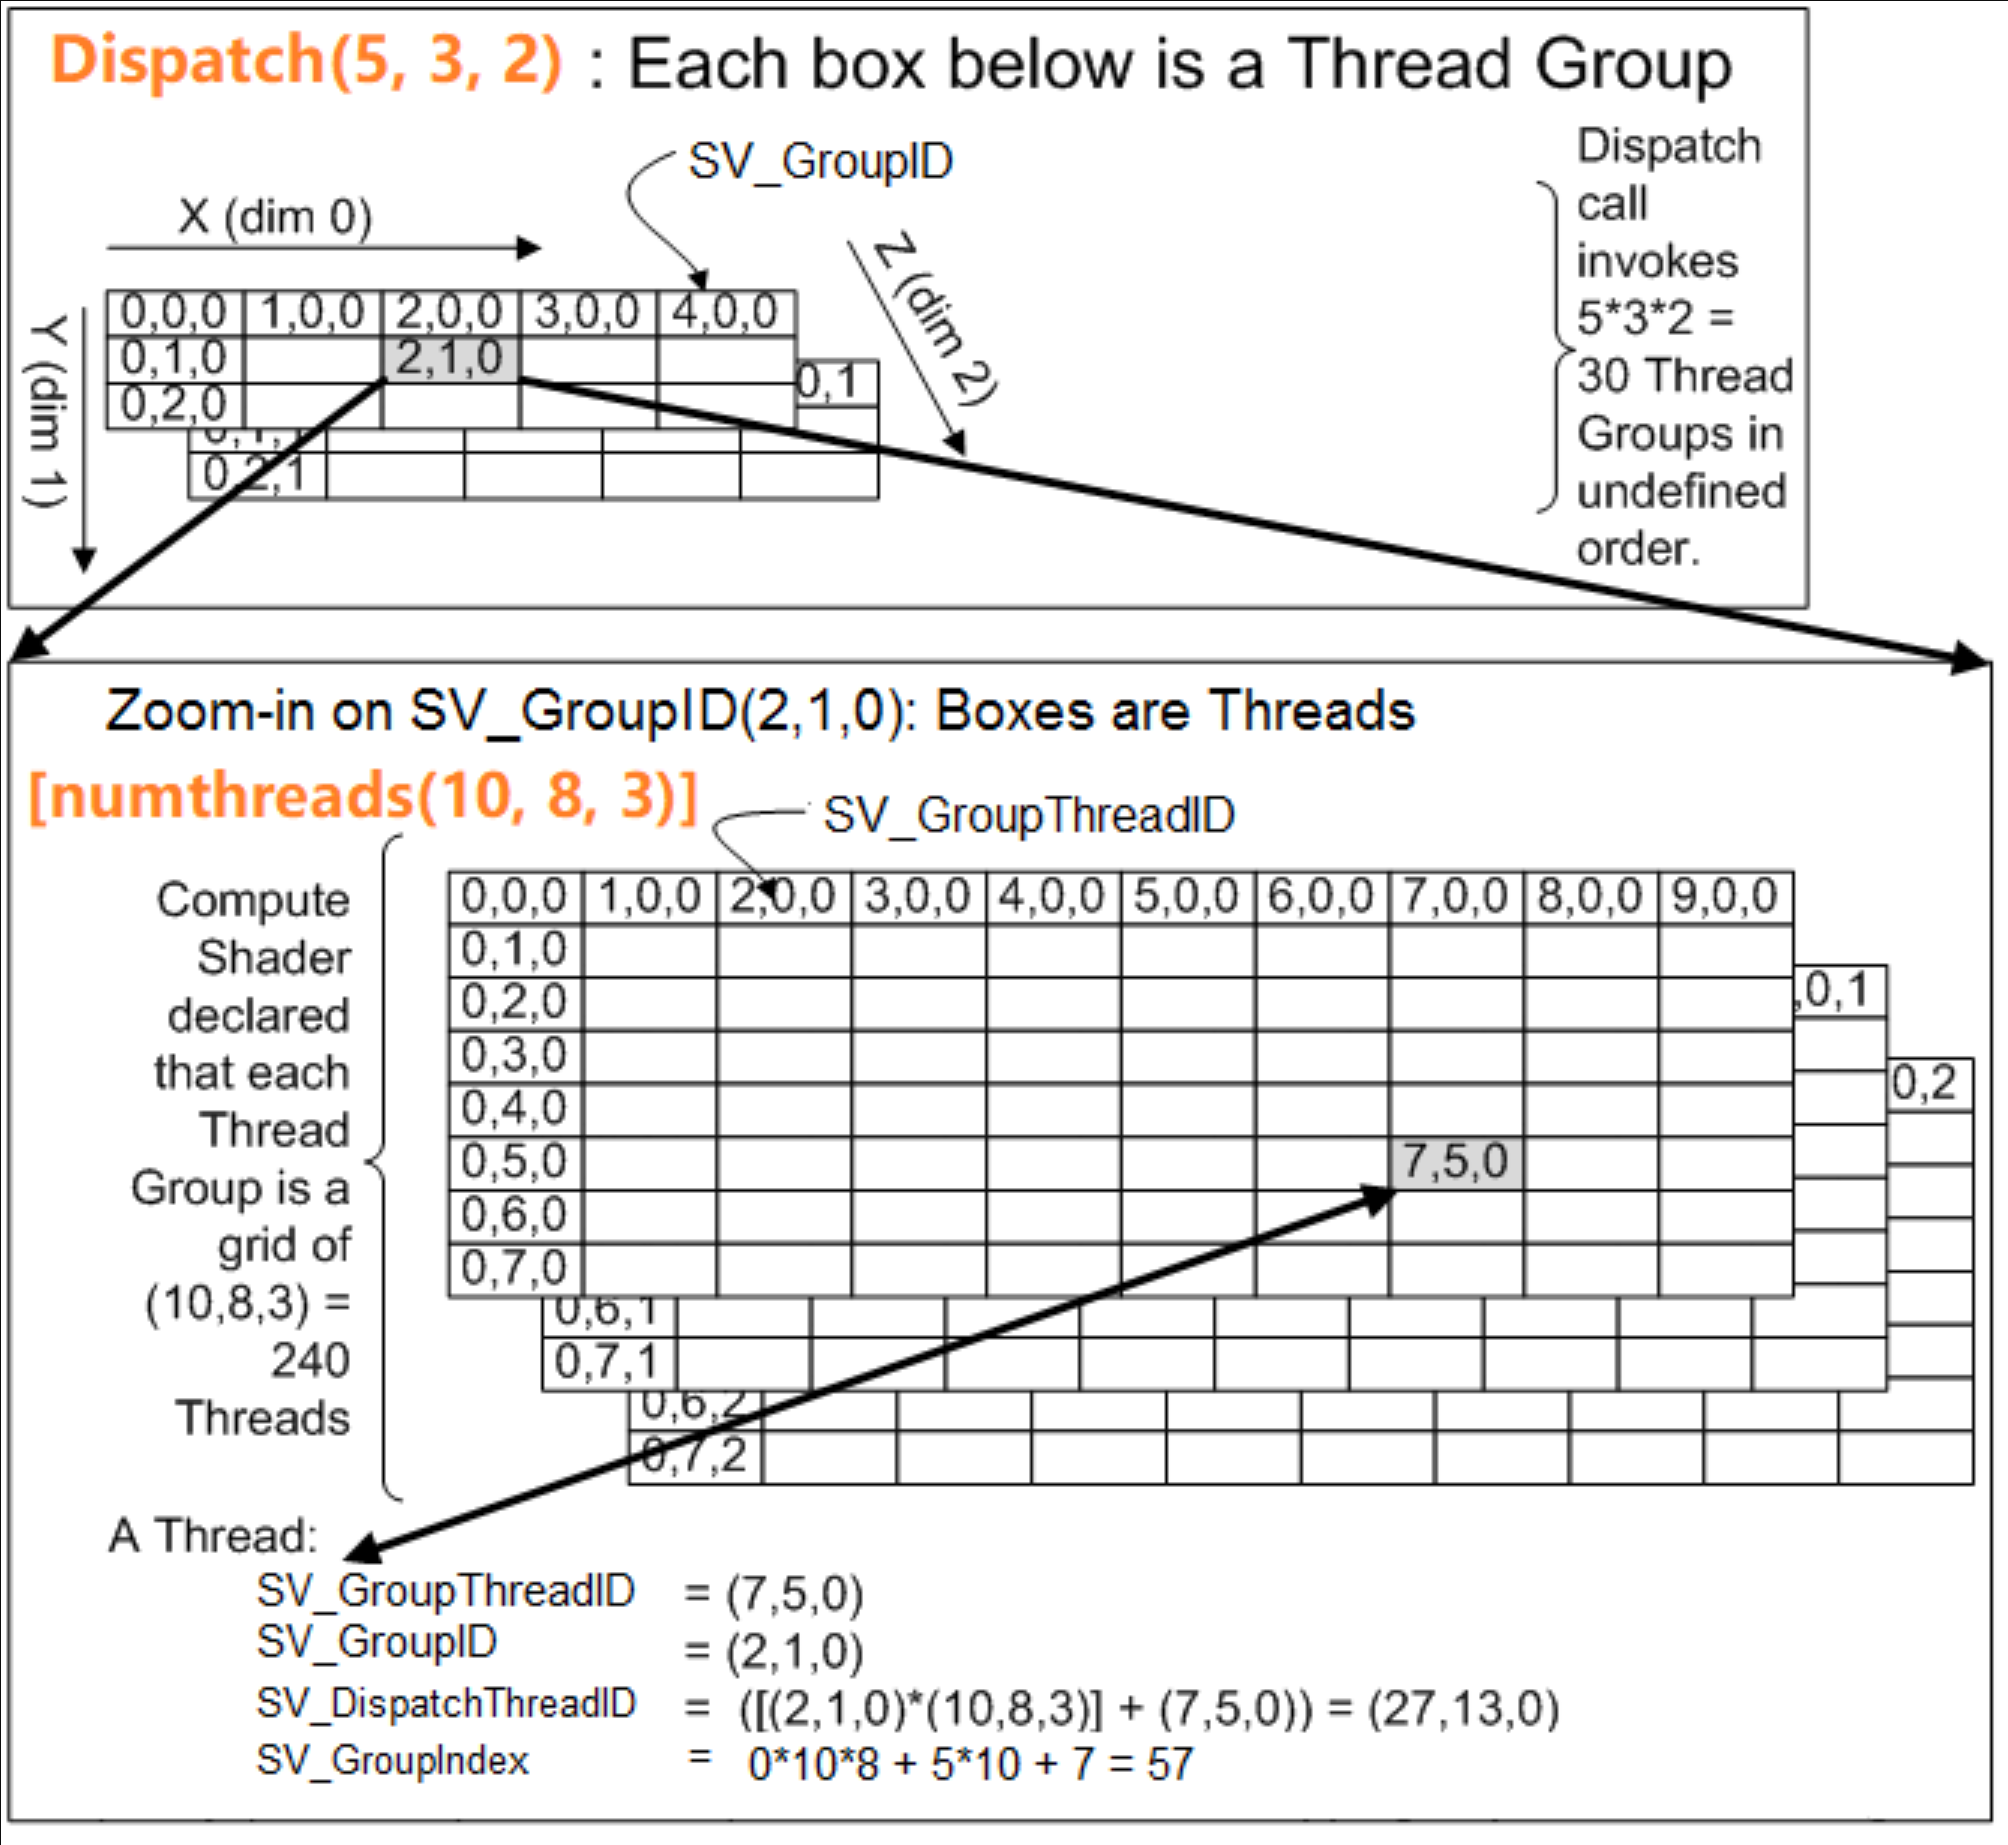 Dispatch(5, 3, 2) : Each box below is a Thread Group
SV_GroupID
X (dim 0)
Y (dim 1)
Z (dim 2)
0,0,0 1,0,0 2,0,0 3,0,0 4,0,0
0,1,0 2,1,0
0,2,0
0,1
0,2,1
Dispatch
call
invokes
5*3*2 =
30 Thread
Groups in
undefined
order.
Zoom-in on SV_GroupID(2,1,0): Boxes are Threads
[numthreads(10, 8, 3)]
SV_GroupThreadID
Compute
Shader
declared
that each
Thread
Group is a
grid of
(10,8,3) =
240
Threads
0,0,0 1,0,0 2,0,0 3,0,0 4,0,0 5,0,0 6,0,0 7,0,0 8,0,0 9,0,0
0,1,0
0,2,0
0,3,0
0,4,0
0,5,0 7,5,0
0,6,0
0,7,0
,0,1
0,2
0,6,1
0,7,1
0,6,2
0,7,2
A Thread:
SV_GroupThreadID = (7,5,0)
SV_GroupID = (2,1,0)
SV_DispatchThreadID = ([(2,1,0)*(10,8,3)] + (7,5,0)) = (27,13,0)
SV_GroupIndex = 0*10*8 + 5*10 + 7 = 57